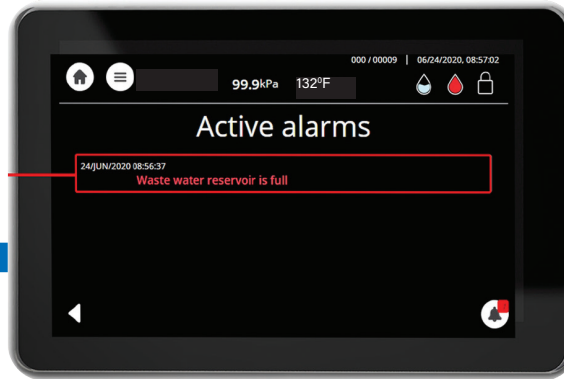 000 / 00009 | 06/24/2020, 08:57:02
99.9kPa 132⁰F
Active alarms
24/JUN/2020 08:56:37
Waste water reservoir is full